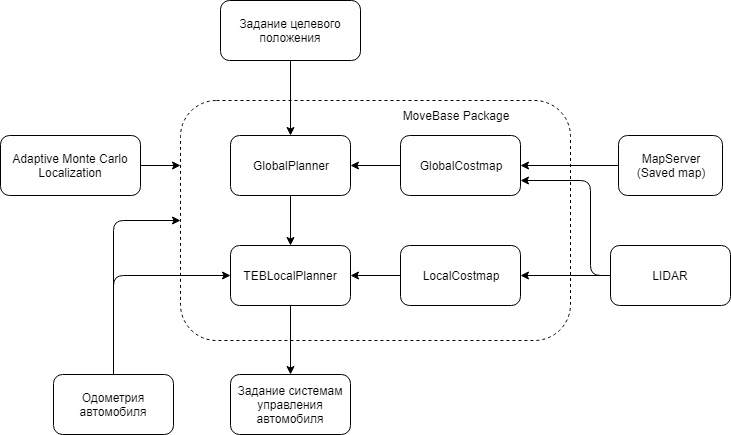 Задание целевого
положения
MoveBase Package
Adaptive Monte Carlo
Localization
GlobalPlanner
GlobalCostmap
MapServer
(Saved map)
TEBLocalPlanner
LocalCostmap
LIDAR
Одометрия
автомобиля
Задание системам
управления
автомобиля